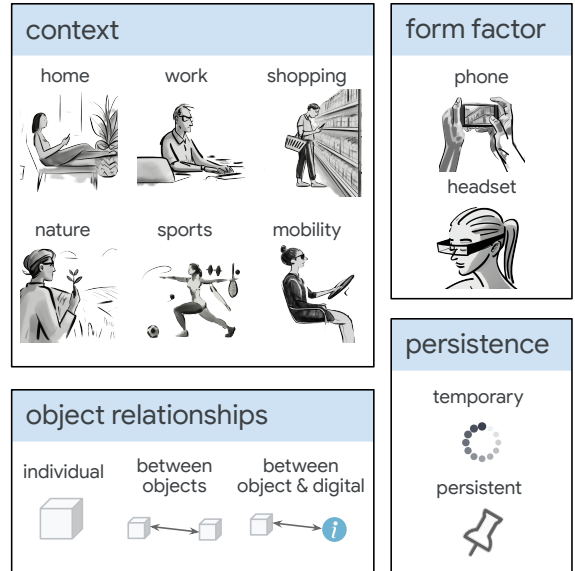 context
home work shopping
nature sports mobility
object relationships
individual between objects between object & digital
i
form factor
phone
headset
persistence
temporary
persistent